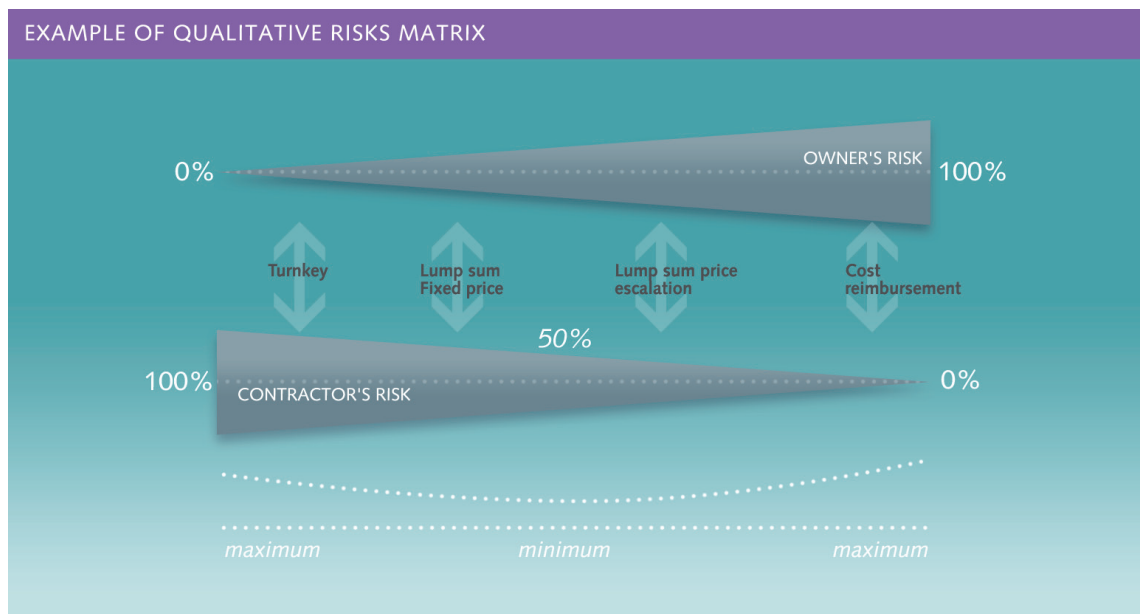 EXAMPLE OF QUALITATIVE RISKS MATRIX
OWNER'S RISK
0%
100%
Turnkey
Lump sum
Fixed price
Lump sum price
escalation
Cost
reimbursement
50%
100%
0%
CONTRACTOR'S RISK
maximum
minimum
maximum